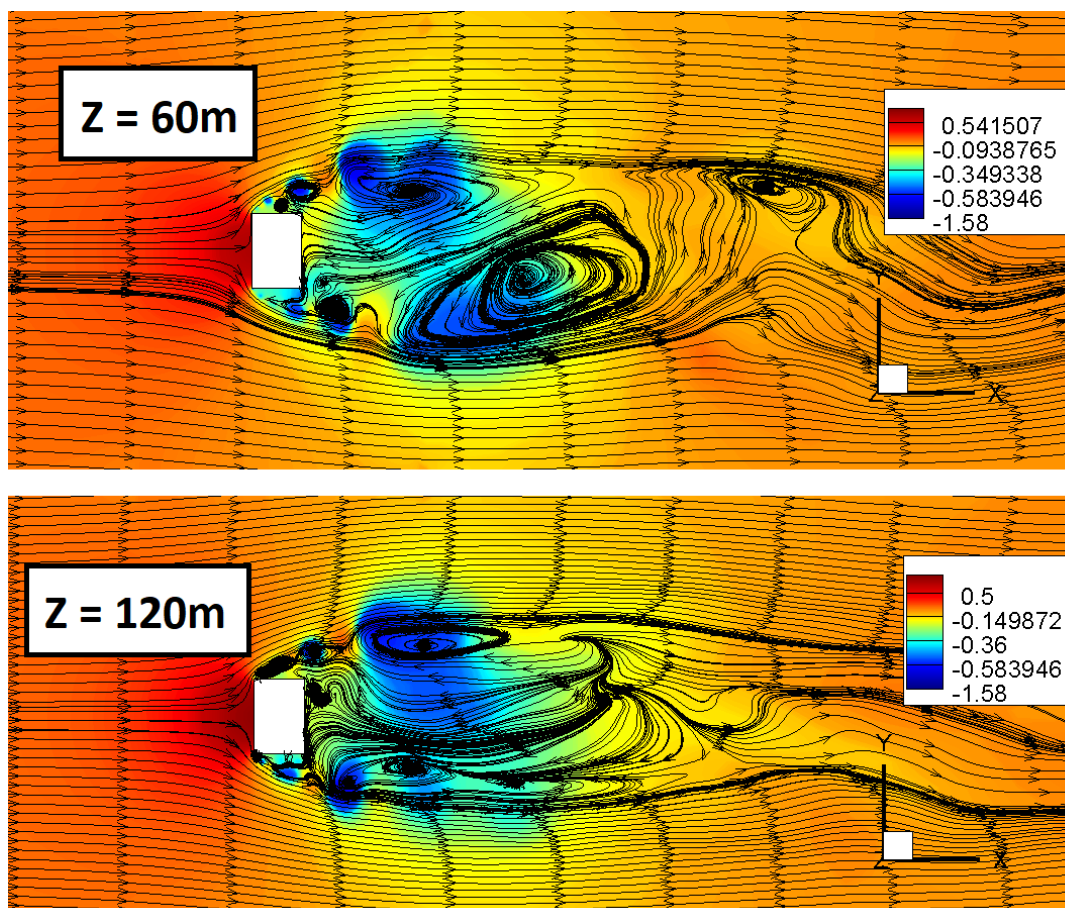 Z = 60m
0.541507
-0.0938765
-0.349338
-0.583946
-1.58
Y
Z
X
Z = 120m
0.5
-0.149872
-0.36
-0.583946
-1.58
Y
Z
X